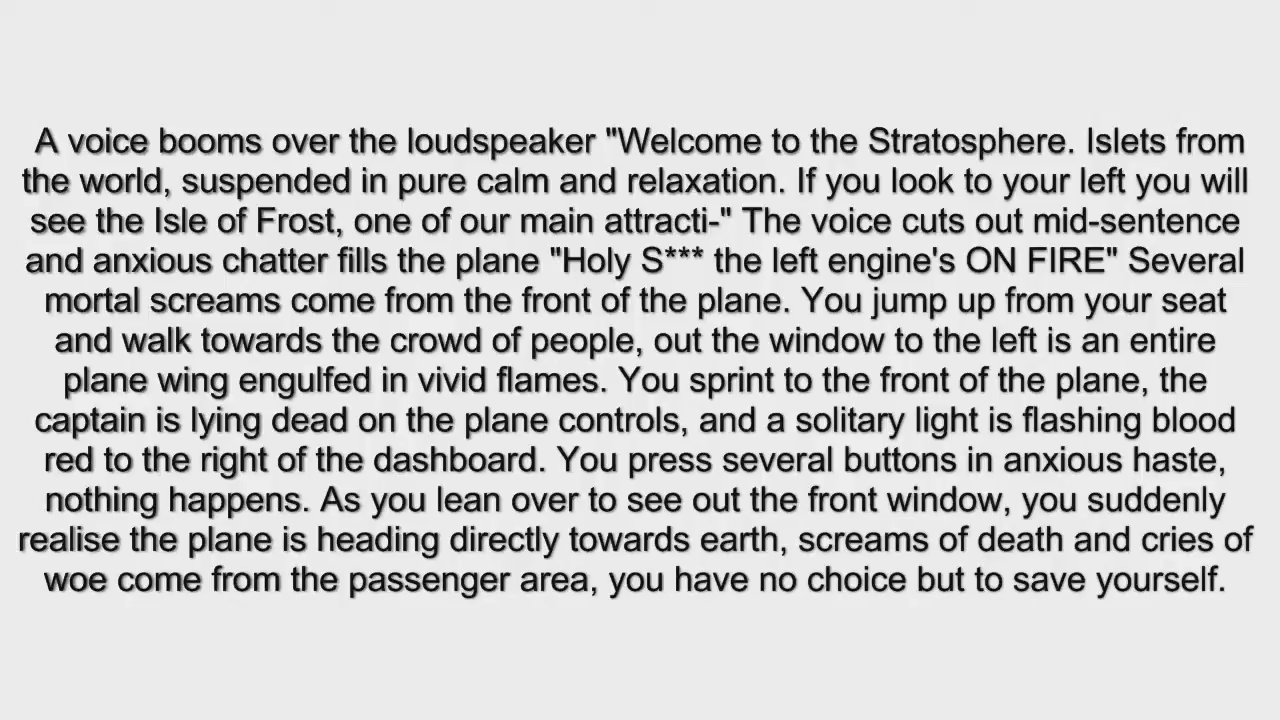 A voice booms over the loudspeaker "Welcome to the Stratosphere. Islets from
the world, suspended in pure calm and relaxation. If you look to your left you will
see the Isle of Frost, one of our main attracti-" The voice cuts out mid-sentence
and anxious chatter fills the plane "Holy S*** the left engine's ON FIRE" Several
mortal screams come from the front of the plane. You jump up from your seat
and walk towards the crowd of people, out the window to the left is an entire
plane wing engulfed in vivid flames. You sprint to the front of the plane, the
captain is lying dead on the plane controls, and a solitary light is flashing blood
red to the right of the dashboard. You press several buttons in anxious haste,
nothing happens. As you lean over to see out the front window, you suddenly
realise the plane is heading directly towards earth, screams of death and cries of
woe come from the passenger area, you have no choice but to save yourself.